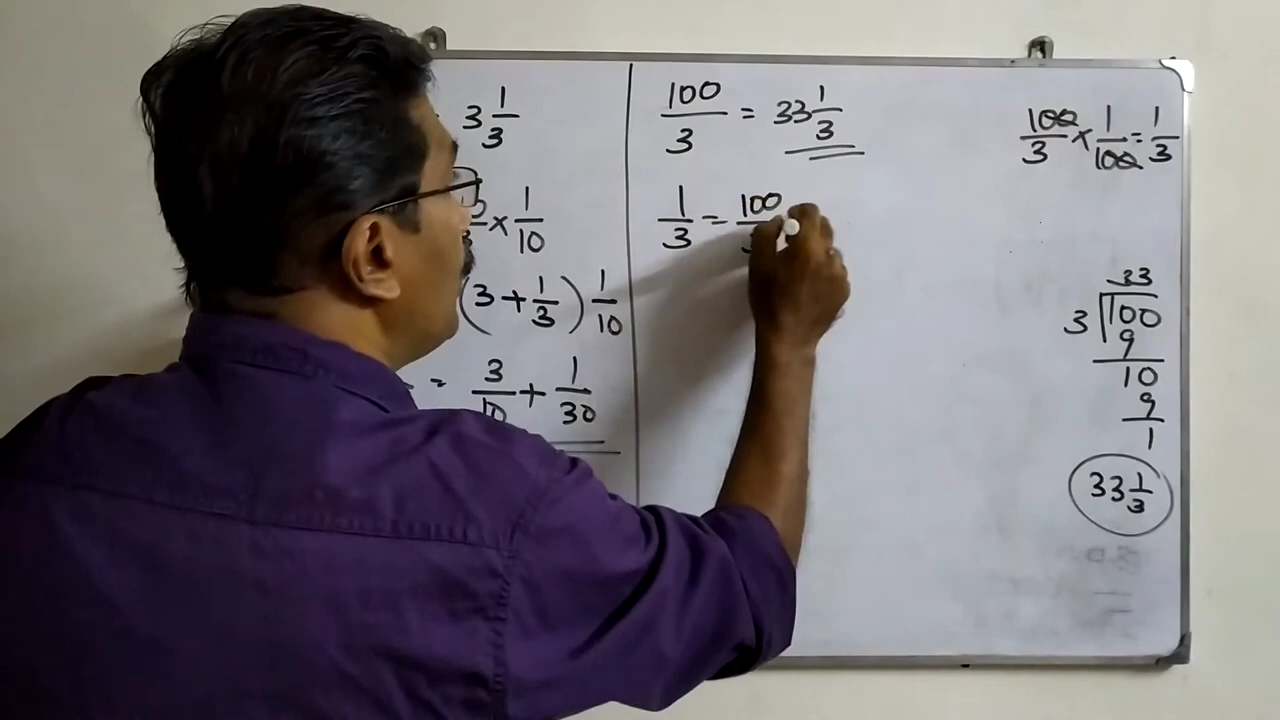 3 1/3
× 1/10
(3 + 1/3) 1/10
= 3/10 + 1/30
100/3 = 33 1/3
1/3 = 100
100/3 × 1/100 = 1/3
33
3 100
9
10
9
1
33 1/3